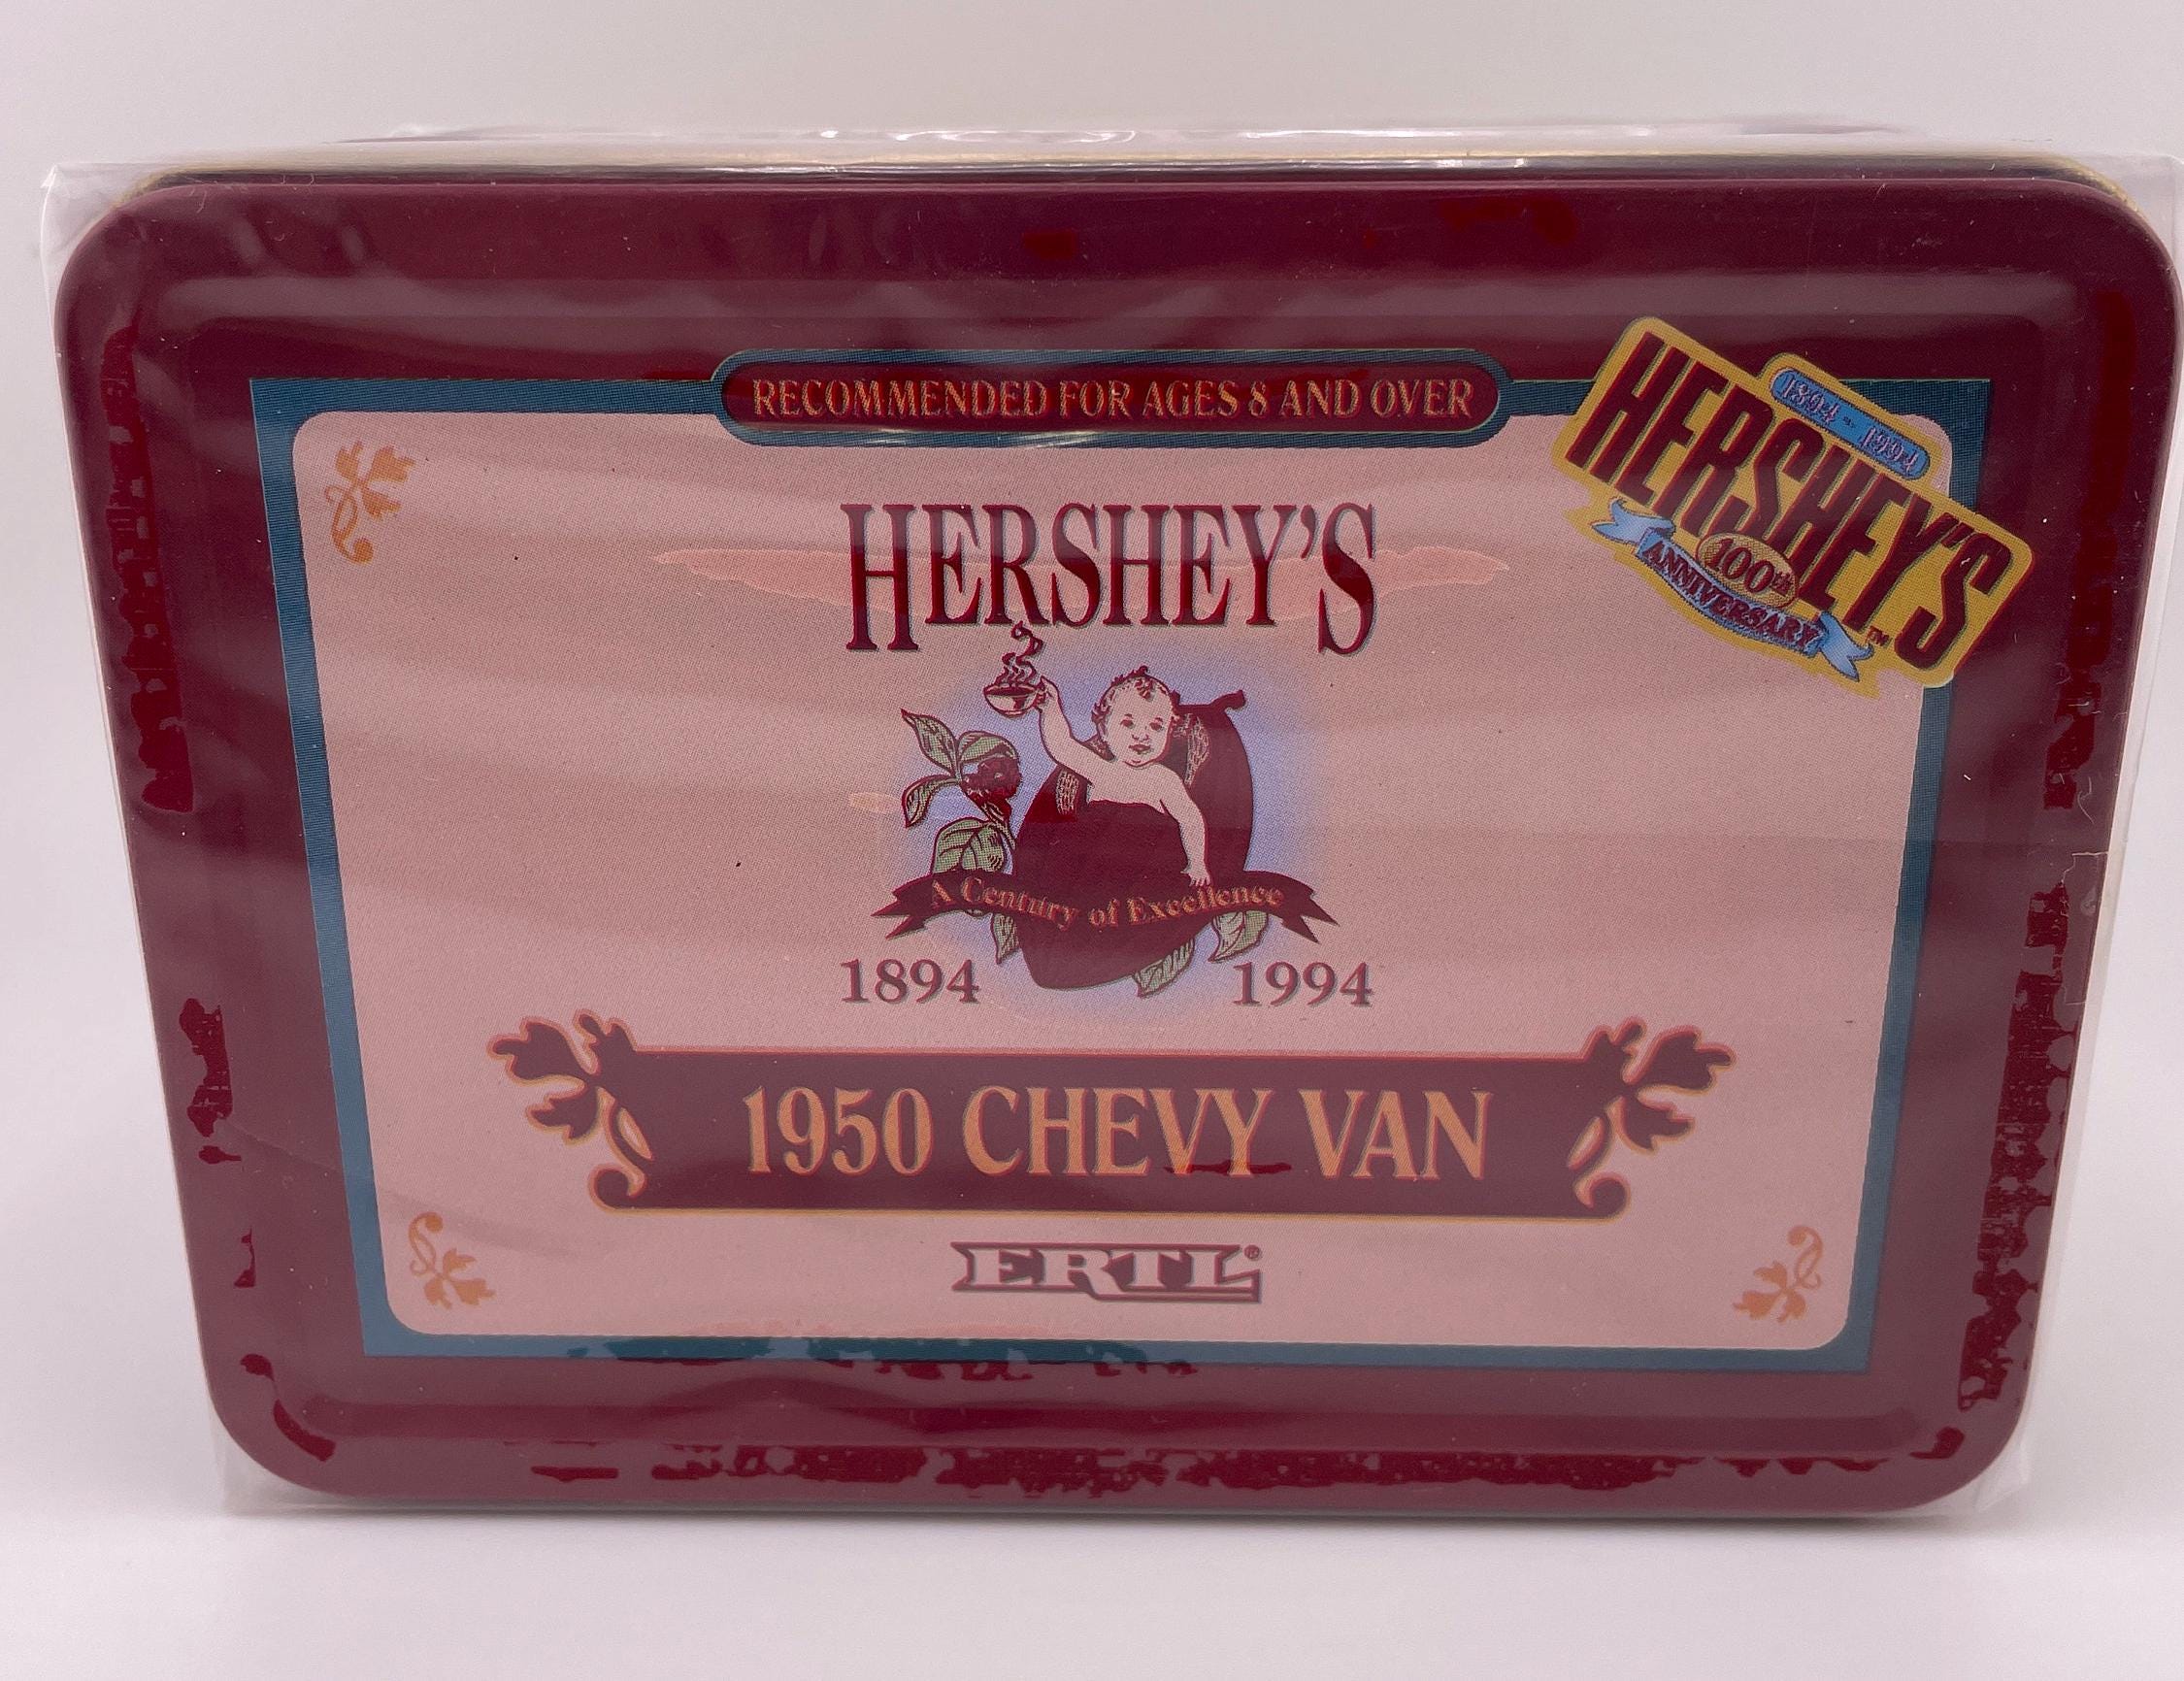 RECOMMENDED FOR AGES 8 AND OVER
1894 - 1994
HERSHEY'S
100th
ANNIVERSARY
TM
HERSHEY'S
A Century of Excellence
1894 1994
1950 CHEVY VAN
ERTL®